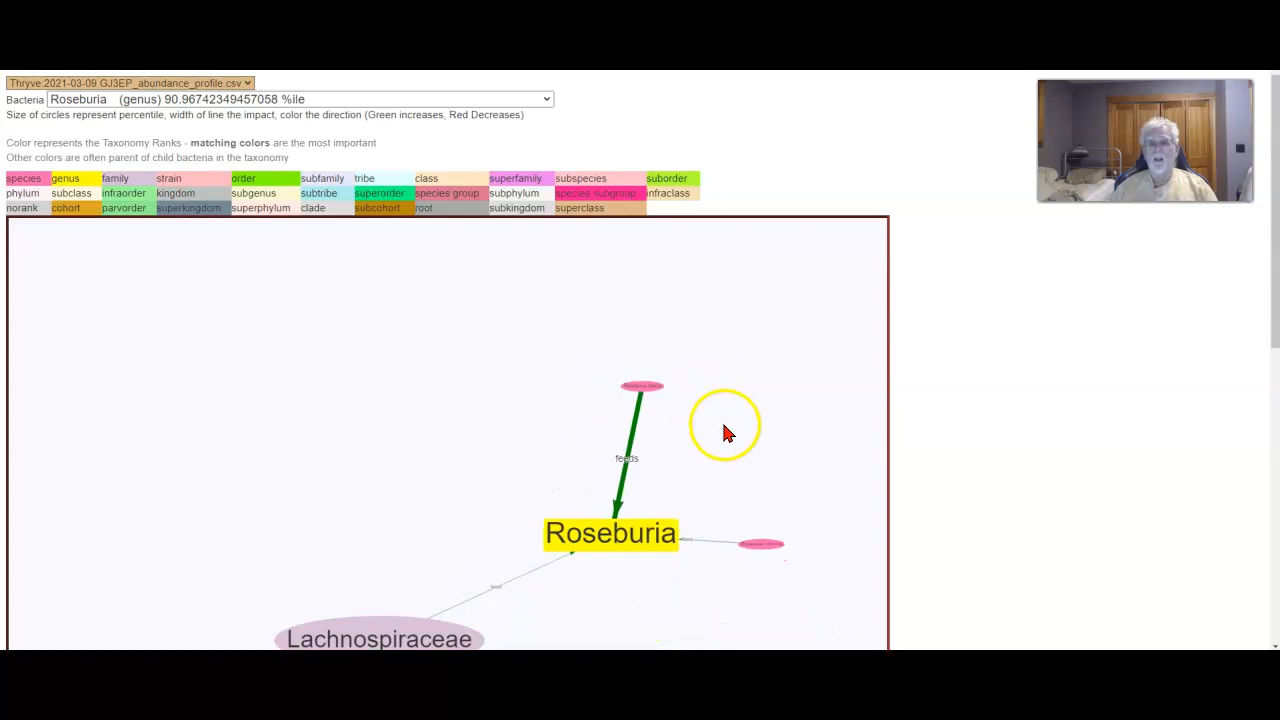 Thryve:2021-03-09 GJ3EP_abundance_profile.csv
Bacteria Roseburia (genus) 90.96742349457058 %ile
Size of circles represent percentile, width of line the impact, color the direction (Green increases, Red Decreases)
Color represents the Taxonomy Ranks - matching colors are the most important
Other colors are often parent of child bacteria in the taxonomy
species genus family strain order subfamily tribe class superfamily subspecies suborder
phylum subclass infraorder kingdom subgenus subtribe superorder species group subphylum species subgroup infraclass
norank cohort parvorder superkingdom superphylum clade subcohort root subkingdom superclass
feeds
Roseburia
Lachnospiraceae